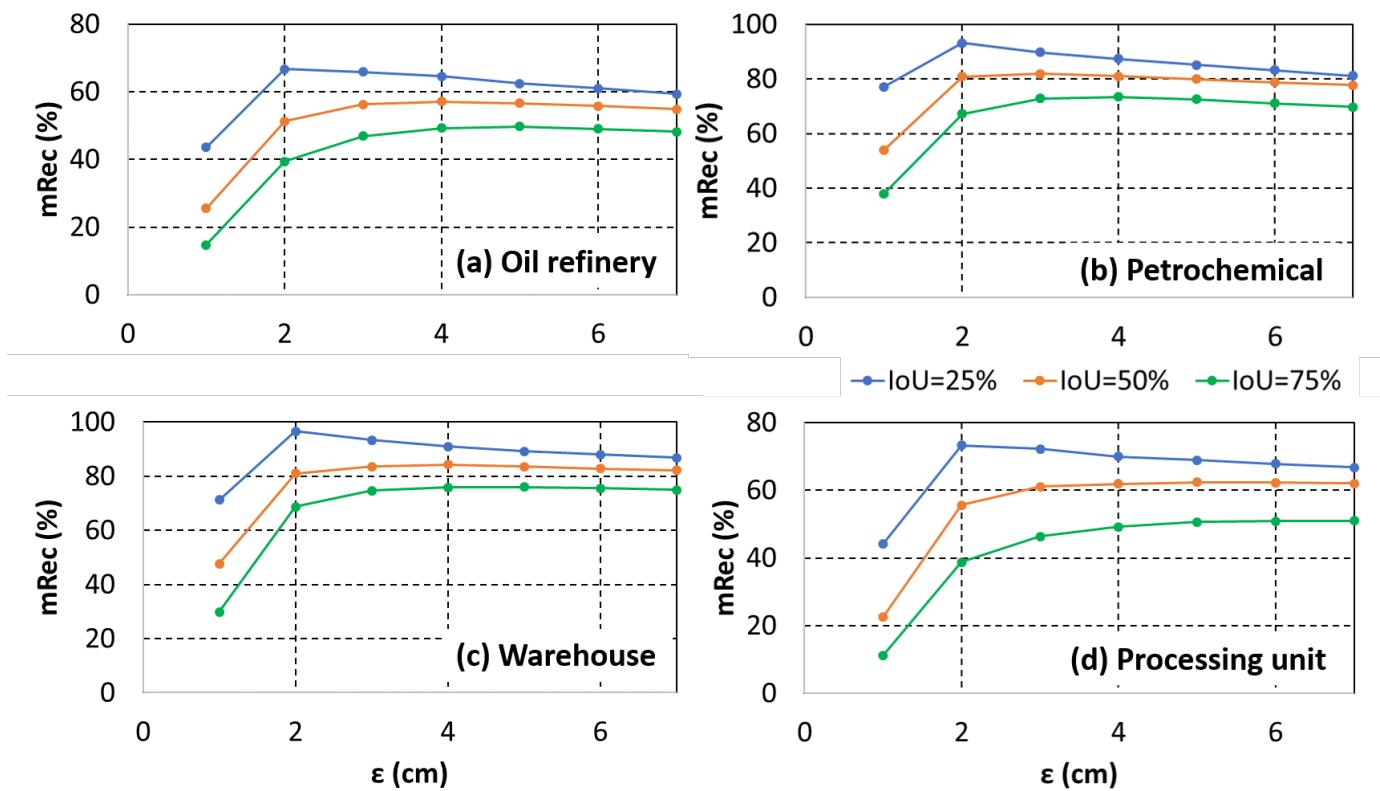 80
60
40
20
0
mRec (%)
(a) Oil refinery
0 2 4 6
100
80
60
40
20
0
mRec (%)
(b) Petrochemical
0 2 4 6
IoU=25% IoU=50% IoU=75%
100
80
60
40
20
0
mRec (%)
(c) Warehouse
0 2 4 6
ε (cm)
80
60
40
20
0
mRec (%)
(d) Processing unit
0 2 4 6
ε (cm)